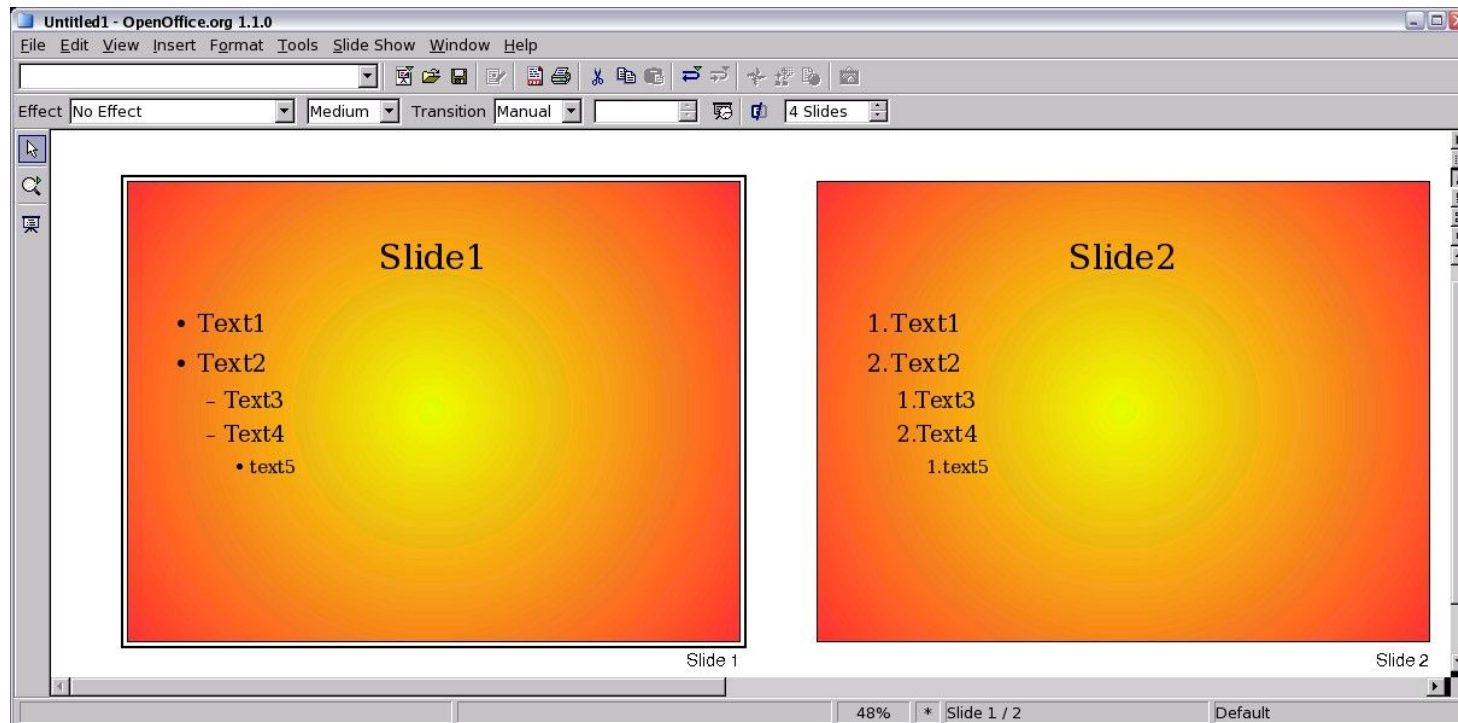 Untitled1 - OpenOffice.org 1.1.0
File Edit View Insert Format Tools Slide Show Window Help
Effect No Effect Medium Transition Manual 4 Slides
Slide1
• Text1
• Text2
– Text3
– Text4
• text5
Slide 1
Slide2
1.Text1
2.Text2
1.Text3
2.Text4
1.text5
Slide 2
48% * Slide 1 / 2 Default